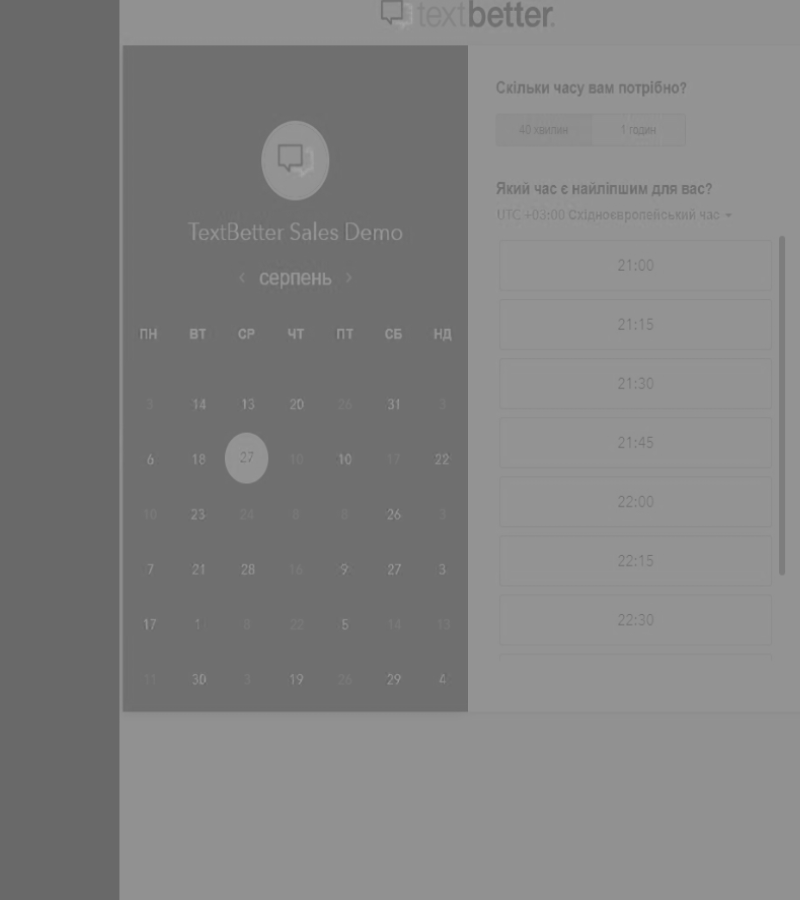 textbetter.
TextBetter Sales Demo
‹ серпень ›
ПН ВТ СР ЧТ ПТ СБ НД
3 14 13 20 26 31 3
6 18 27 10 10 17 22
10 23 24 8 8 26 3
7 21 28 16 9 27 3
17 1 8 22 5 14 13
11 30 3 19 28 29 4
Скільки часу вам потрібно?
40 хвилин 1 годин
Який час є найліпшим для вас?
UTC +03:00 Східноєвропейський час
21:00
21:15
21:30
21:45
22:00
22:15
22:30